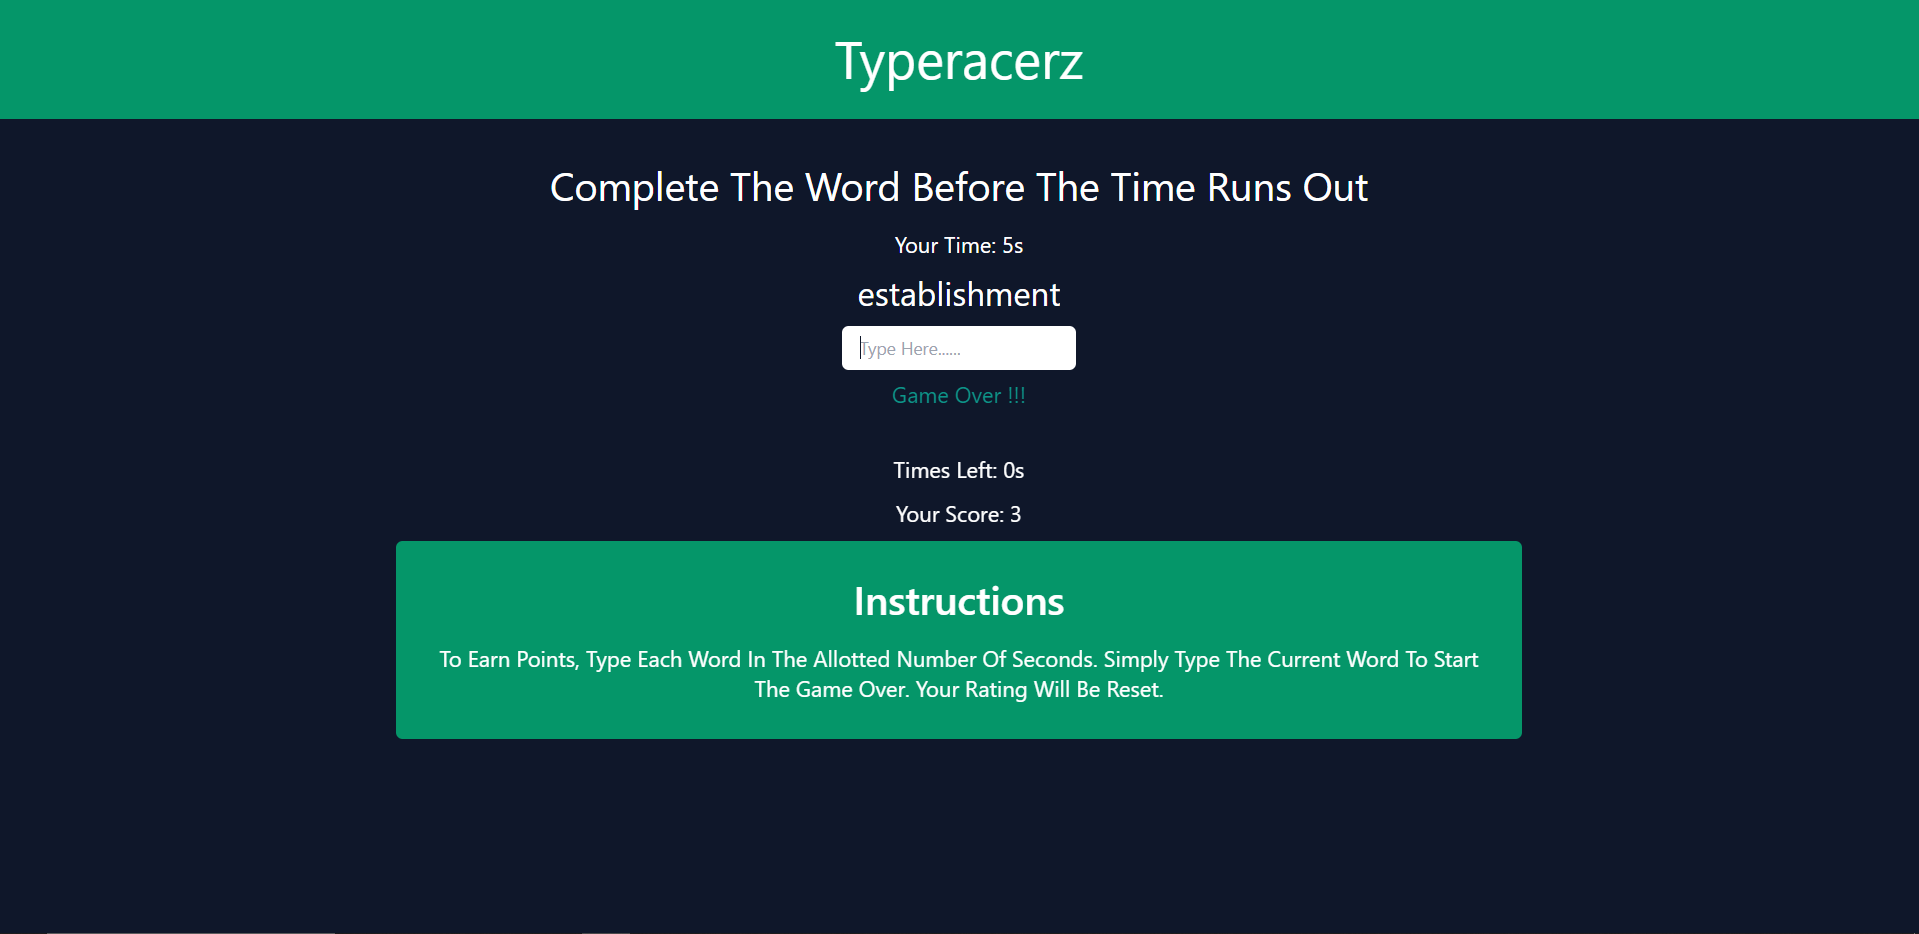 Typeracerz
Complete The Word Before The Time Runs Out
Your Time: 5s
establishment
Type Here......
Game Over !!!
Times Left: 0s
Your Score: 3
Instructions
To Earn Points, Type Each Word In The Allotted Number Of Seconds. Simply Type The Current Word To Start
The Game Over. Your Rating Will Be Reset.